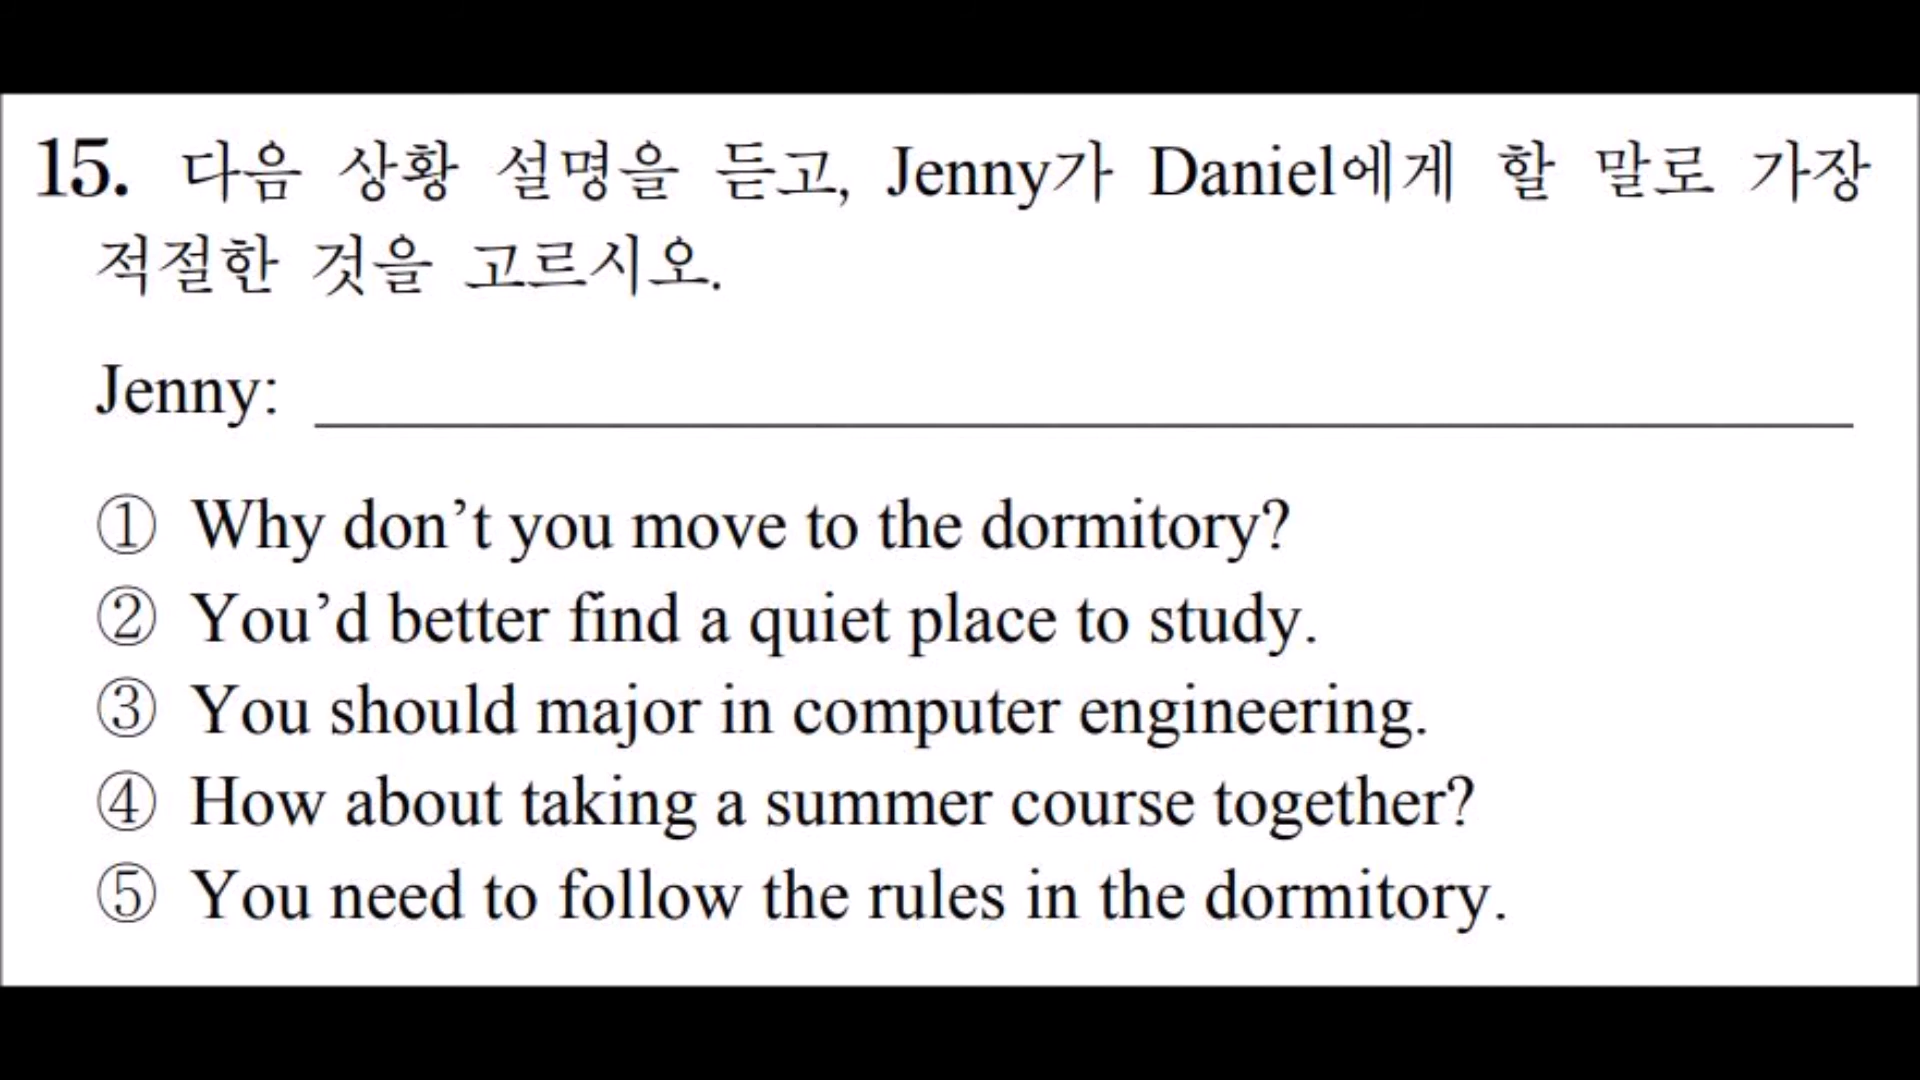 15. 다음 상황 설명을 듣고, Jenny가 Daniel에게 할 말로 가장
적절한 것을 고르시오.
Jenny: ____________________
① Why don’t you move to the dormitory?
② You’d better find a quiet place to study.
③ You should major in computer engineering.
④ How about taking a summer course together?
⑤ You need to follow the rules in the dormitory.